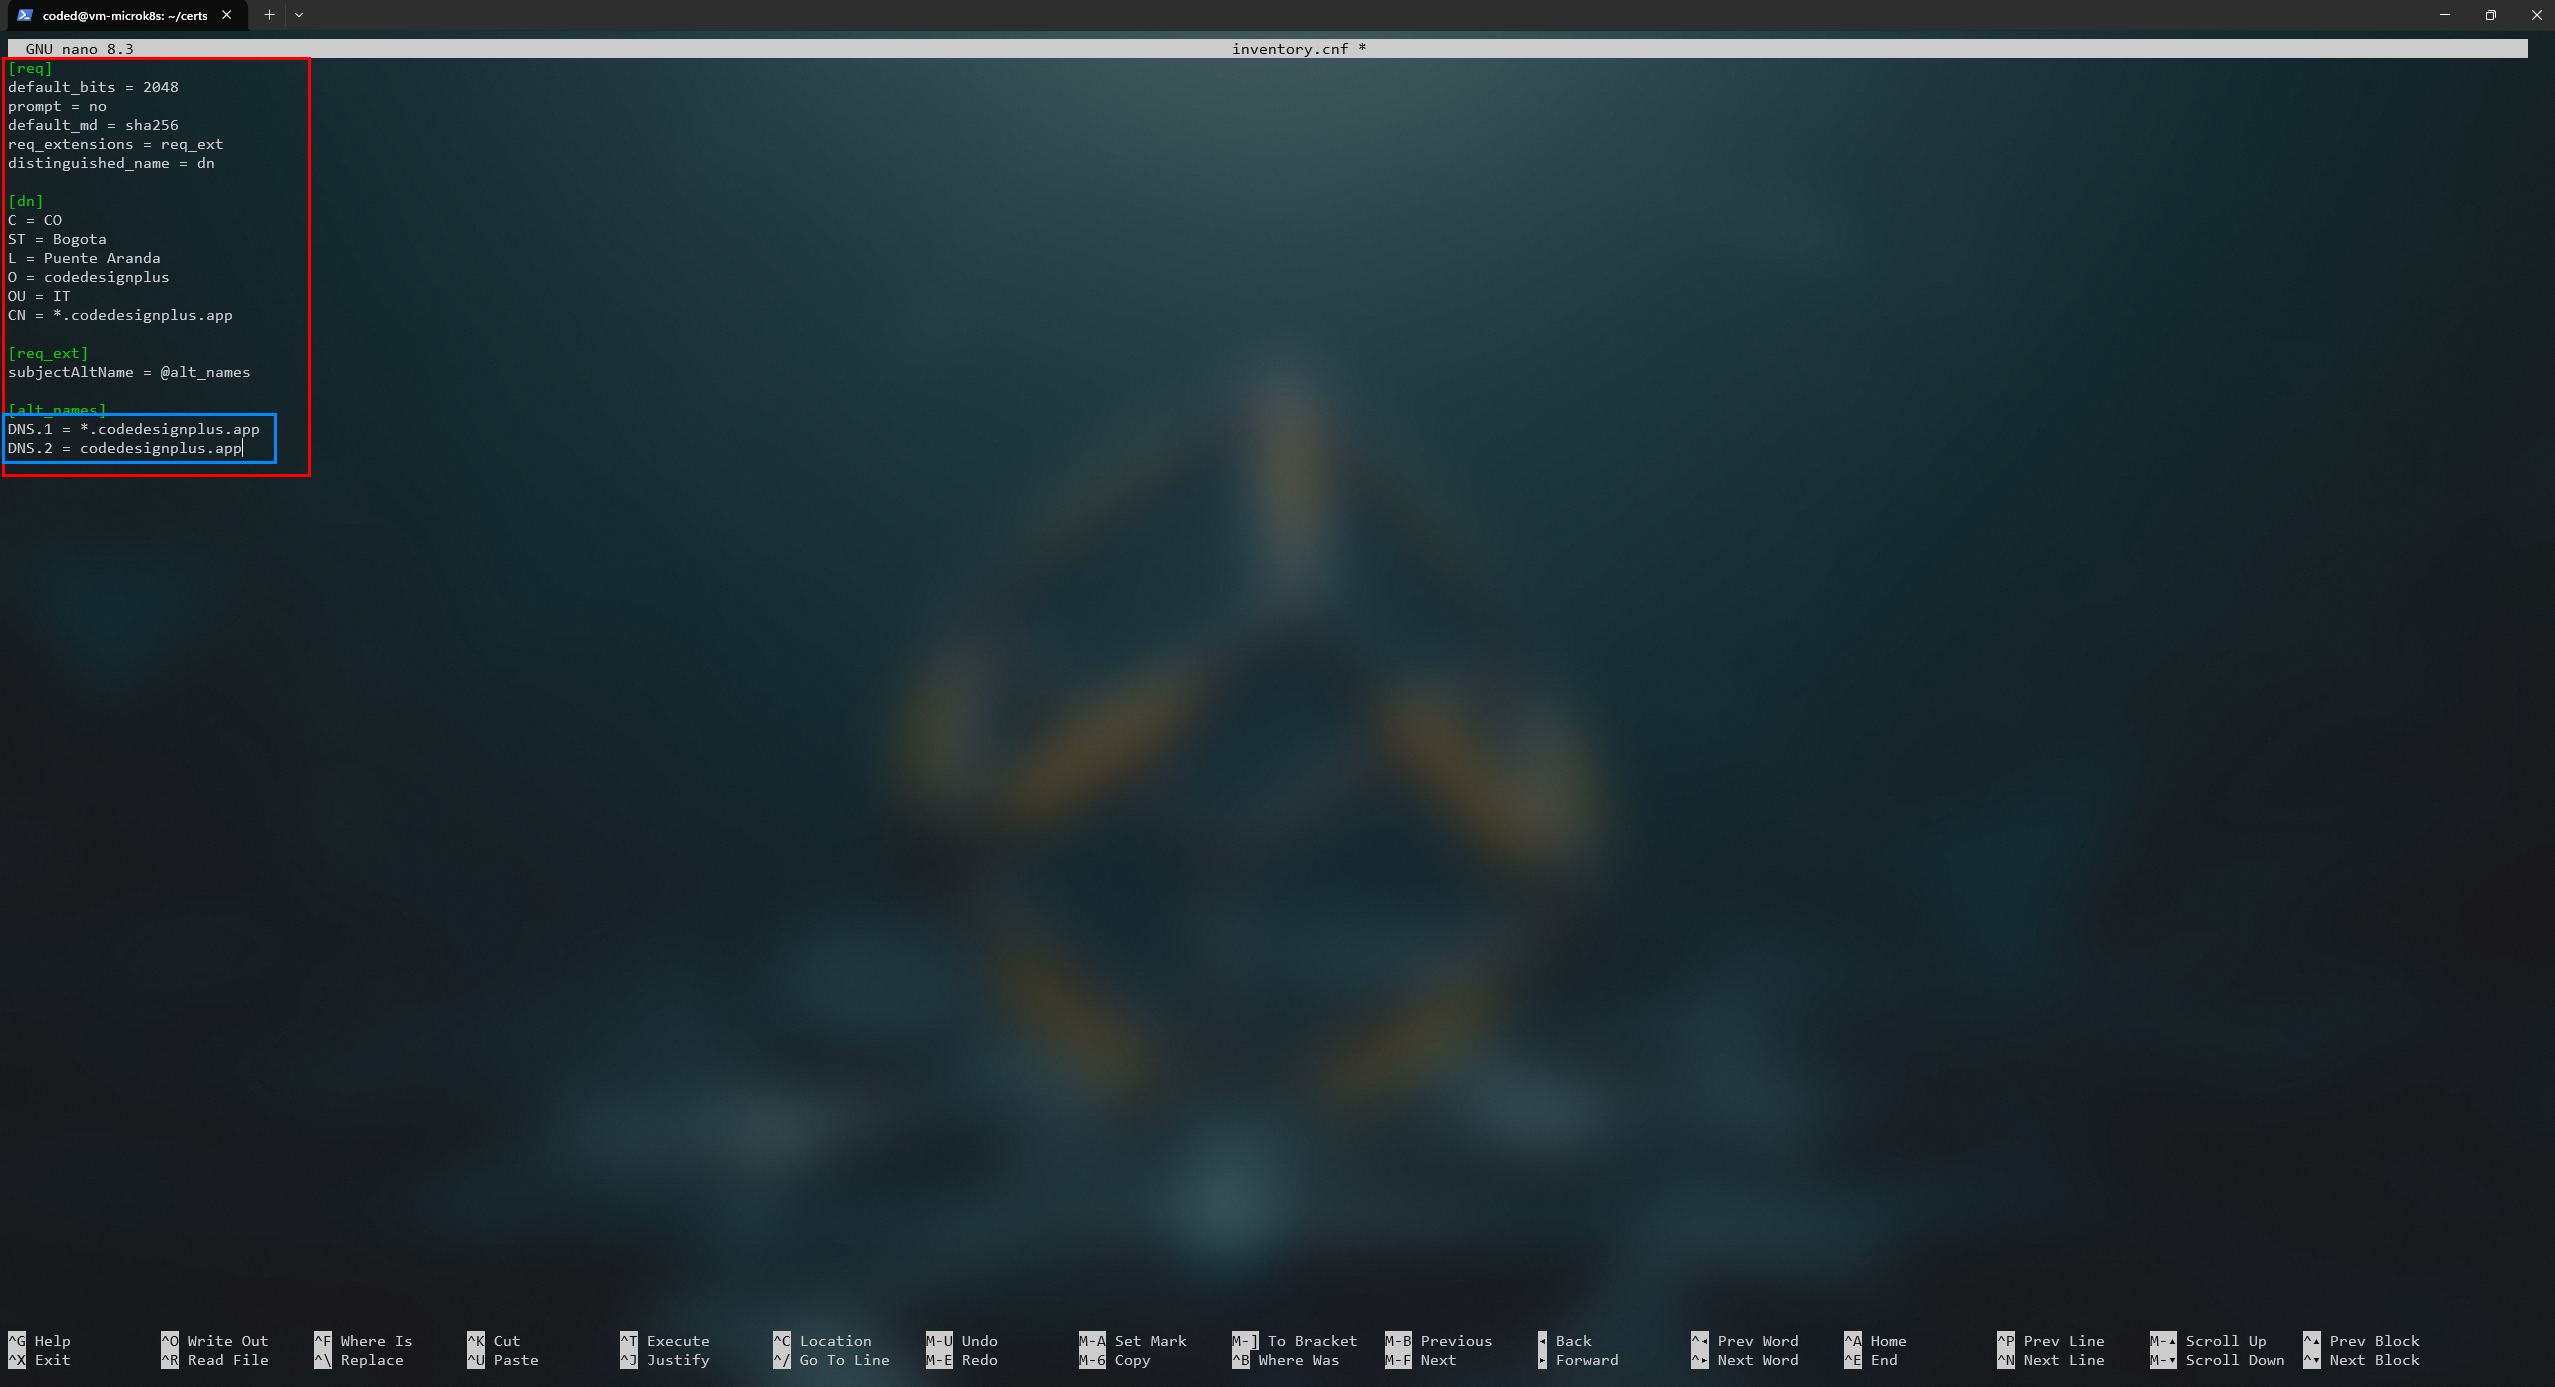 coded@vm-microk8s: ~/certs
GNU nano 8.3 inventory.cnf *
[req]
default_bits = 2048
prompt = no
default_md = sha256
req_extensions = req_ext
distinguished_name = dn
[dn]
C = CO
ST = Bogota
L = Puente Aranda
O = codedesignplus
OU = IT
CN = *.codedesignplus.app
[req_ext]
subjectAltName = @alt_names
[alt_names]
DNS.1 = *.codedesignplus.app
DNS.2 = codedesignplus.app
^G Help ^O Write Out ^F Where Is ^K Cut ^T Execute ^C Location M-U Undo M-A Set Mark M-] To Bracket M-B Previous ◂ Back ^◂ Prev Word ^A Home ^P Prev Line M-▴ Scroll Up ^▴ Prev Block
^X Exit ^R Read File ^\ Replace ^U Paste ^J Justify ^/ Go To Line M-E Redo M-6 Copy ^B Where Was M-F Next ▸ Forward ^▸ Next Word ^E End ^N Next Line M-▾ Scroll Down ^▾ Next Block